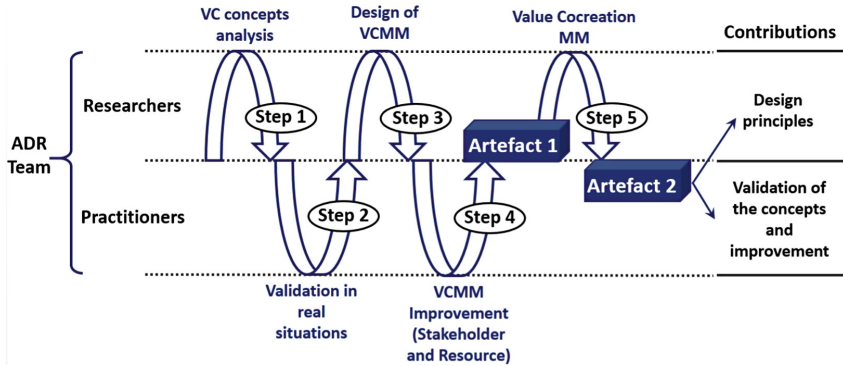 VC concepts
analysis
Design of
VCMM
Value Cocreation
MM
Contributions
Researchers
Step 1
Step 3
Step 5
Design
principles
ADR
Team
Artefact 1
Artefact 2
Practitioners
Step 2
Step 4
Validation of
the concepts
and
improvement
Validation in
real
situations
VCMM
Improvement
(Stakeholder
and Resource)